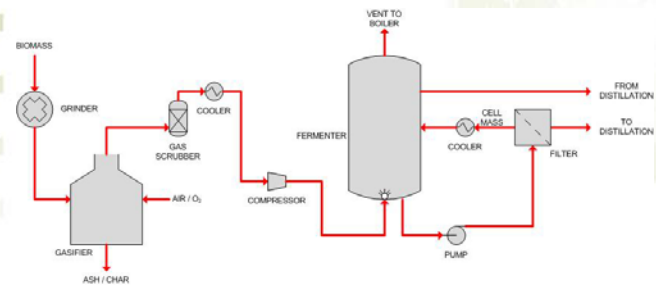 VENT TO
BOILER
BIOMASS
GRINDER
COOLER
GAS
SCRUBBER
FERMENTER
FROM
DISTILLATION
CELL
MASS
TO
DISTILLATION
COOLER
FILTER
COMPRESSOR
AIR / O₂
GASIFIER
PUMP
ASH / CHAR